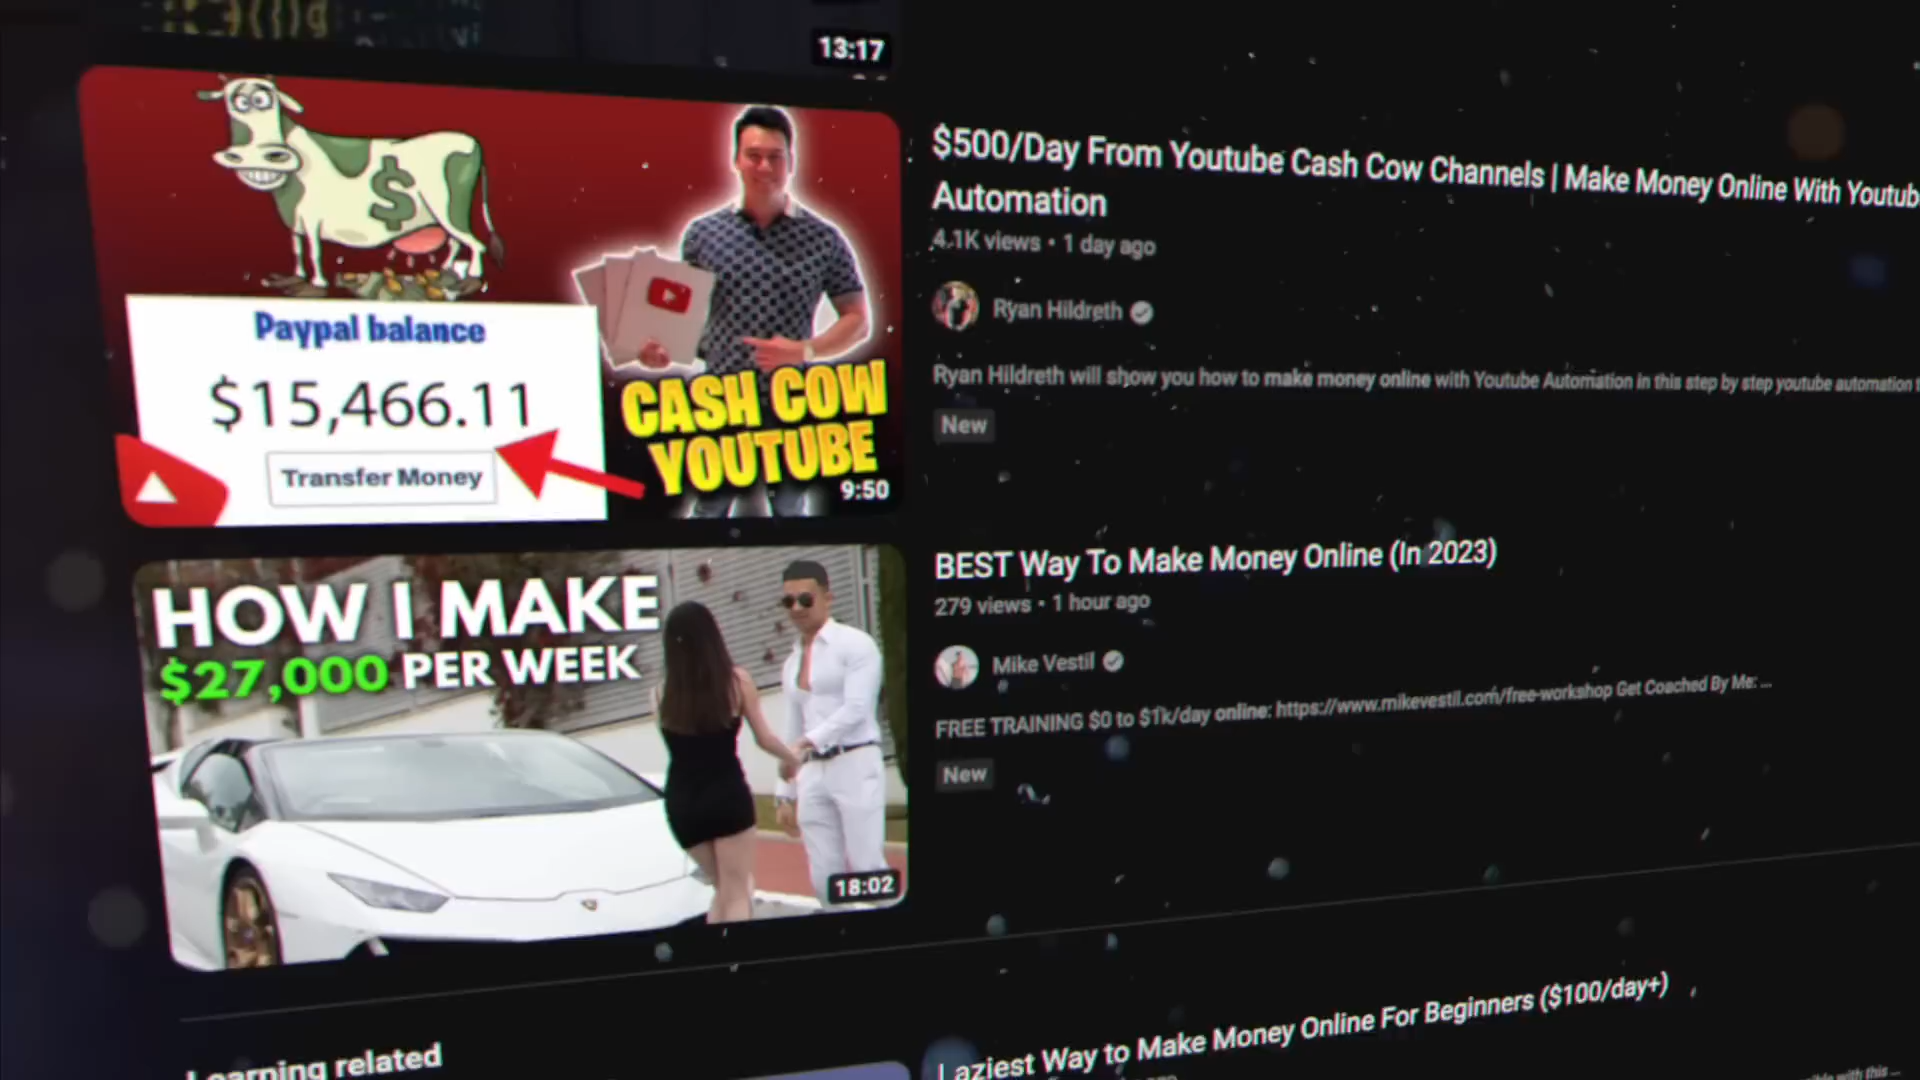 13:17
$500/Day From Youtube Cash Cow Channels | Make Money Online With Youtub
Automation
4.1K views • 1 day ago
Ryan Hildreth
Ryan Hildreth will show you how to make money online with Youtube Automation in this step by step youtube automation
New
$
Paypal balance
$15,466.11
Transfer Money
CASH COW
YOUTUBE
9:50
BEST Way To Make Money Online (In 2023)
279 views • 1 hour ago
Mike Vestil
FREE TRAINING $0 to $1k/day online: https://www.mikevestil.com/free-workshop Get Coached By Me: ...
New
HOW I MAKE
$27,000 PER WEEK
18:02
Learning related
Laziest Way to Make Money Online For Beginners ($100/day+)
with this ...